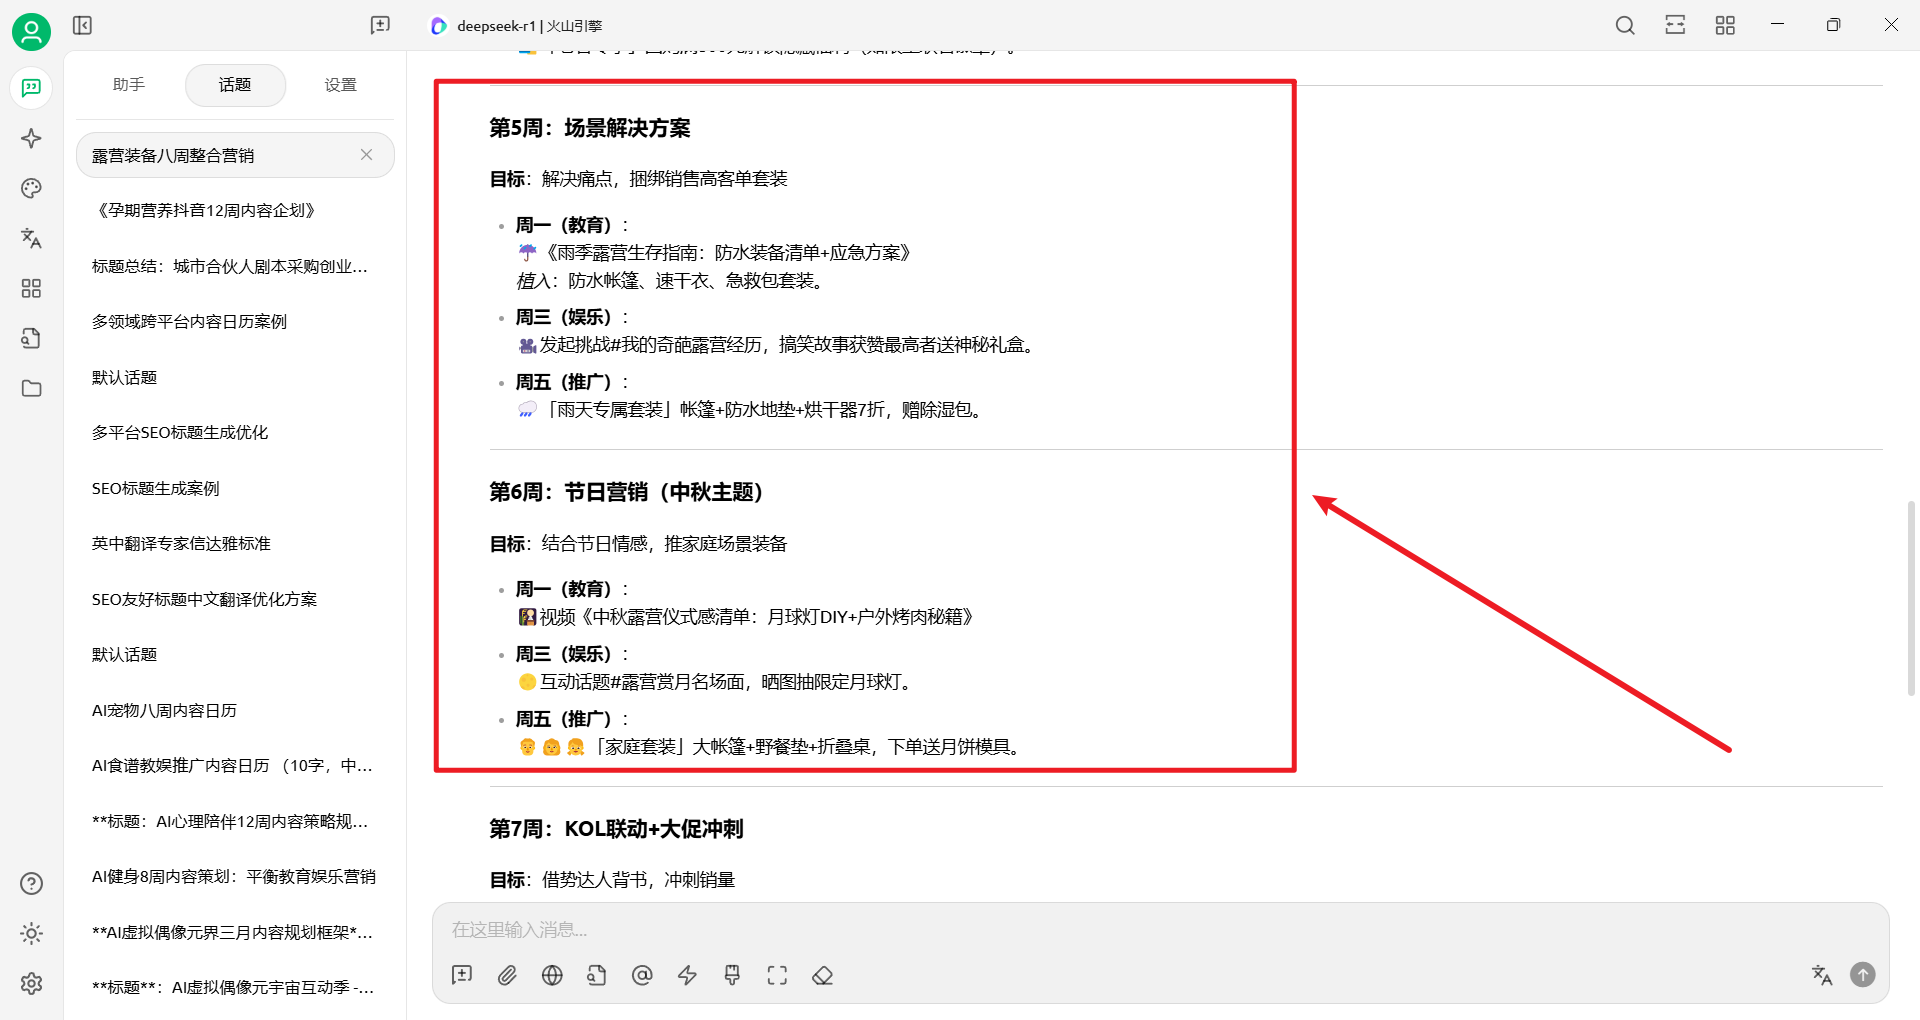 deepseek-r1 | 火山引擎
助手
话题
设置
露营装备八周整合营销
《孕期营养抖音12周内容企划》
标题总结：城市合伙人剧本采购创业...
多领域跨平台内容日历案例
默认话题
多平台SEO标题生成优化
SEO标题生成案例
英中翻译专家信达雅标准
SEO友好标题中文翻译优化方案
默认话题
AI宠物八周内容日历
AI食谱教娱推广内容日历 （10字，中...
**标题：AI心理陪伴12周内容策略规...
AI健身8周内容策划：平衡教育娱乐营销
**AI虚拟偶像元界三月内容规划框架*...
**标题**：AI虚拟偶像元宇宙互动季 -...
第5周：场景解决方案
目标：解决痛点，捆绑销售高客单套装
周一（教育）：
《雨季露营生存指南：防水装备清单+应急方案》
植入：防水帐篷、速干衣、急救包套装。
周三（娱乐）：
发起挑战#我的奇葩露营经历，搞笑故事获赞最高者送神秘礼盒。
周五（推广）：
「雨天专属套装」帐篷+防水地垫+烘干器7折，赠除湿包。
第6周：节日营销（中秋主题）
目标：结合节日情感，推家庭场景装备
周一（教育）：
视频《中秋露营仪式感清单：月球灯DIY+户外烤肉秘籍》
周三（娱乐）：
互动话题#露营赏月名场面，晒图抽限定月球灯。
周五（推广）：
「家庭套装」大帐篷+野餐垫+折叠桌，下单送月饼模具。
第7周：KOL联动+大促冲刺
目标：借势达人背书，冲刺销量
在这里输入消息...